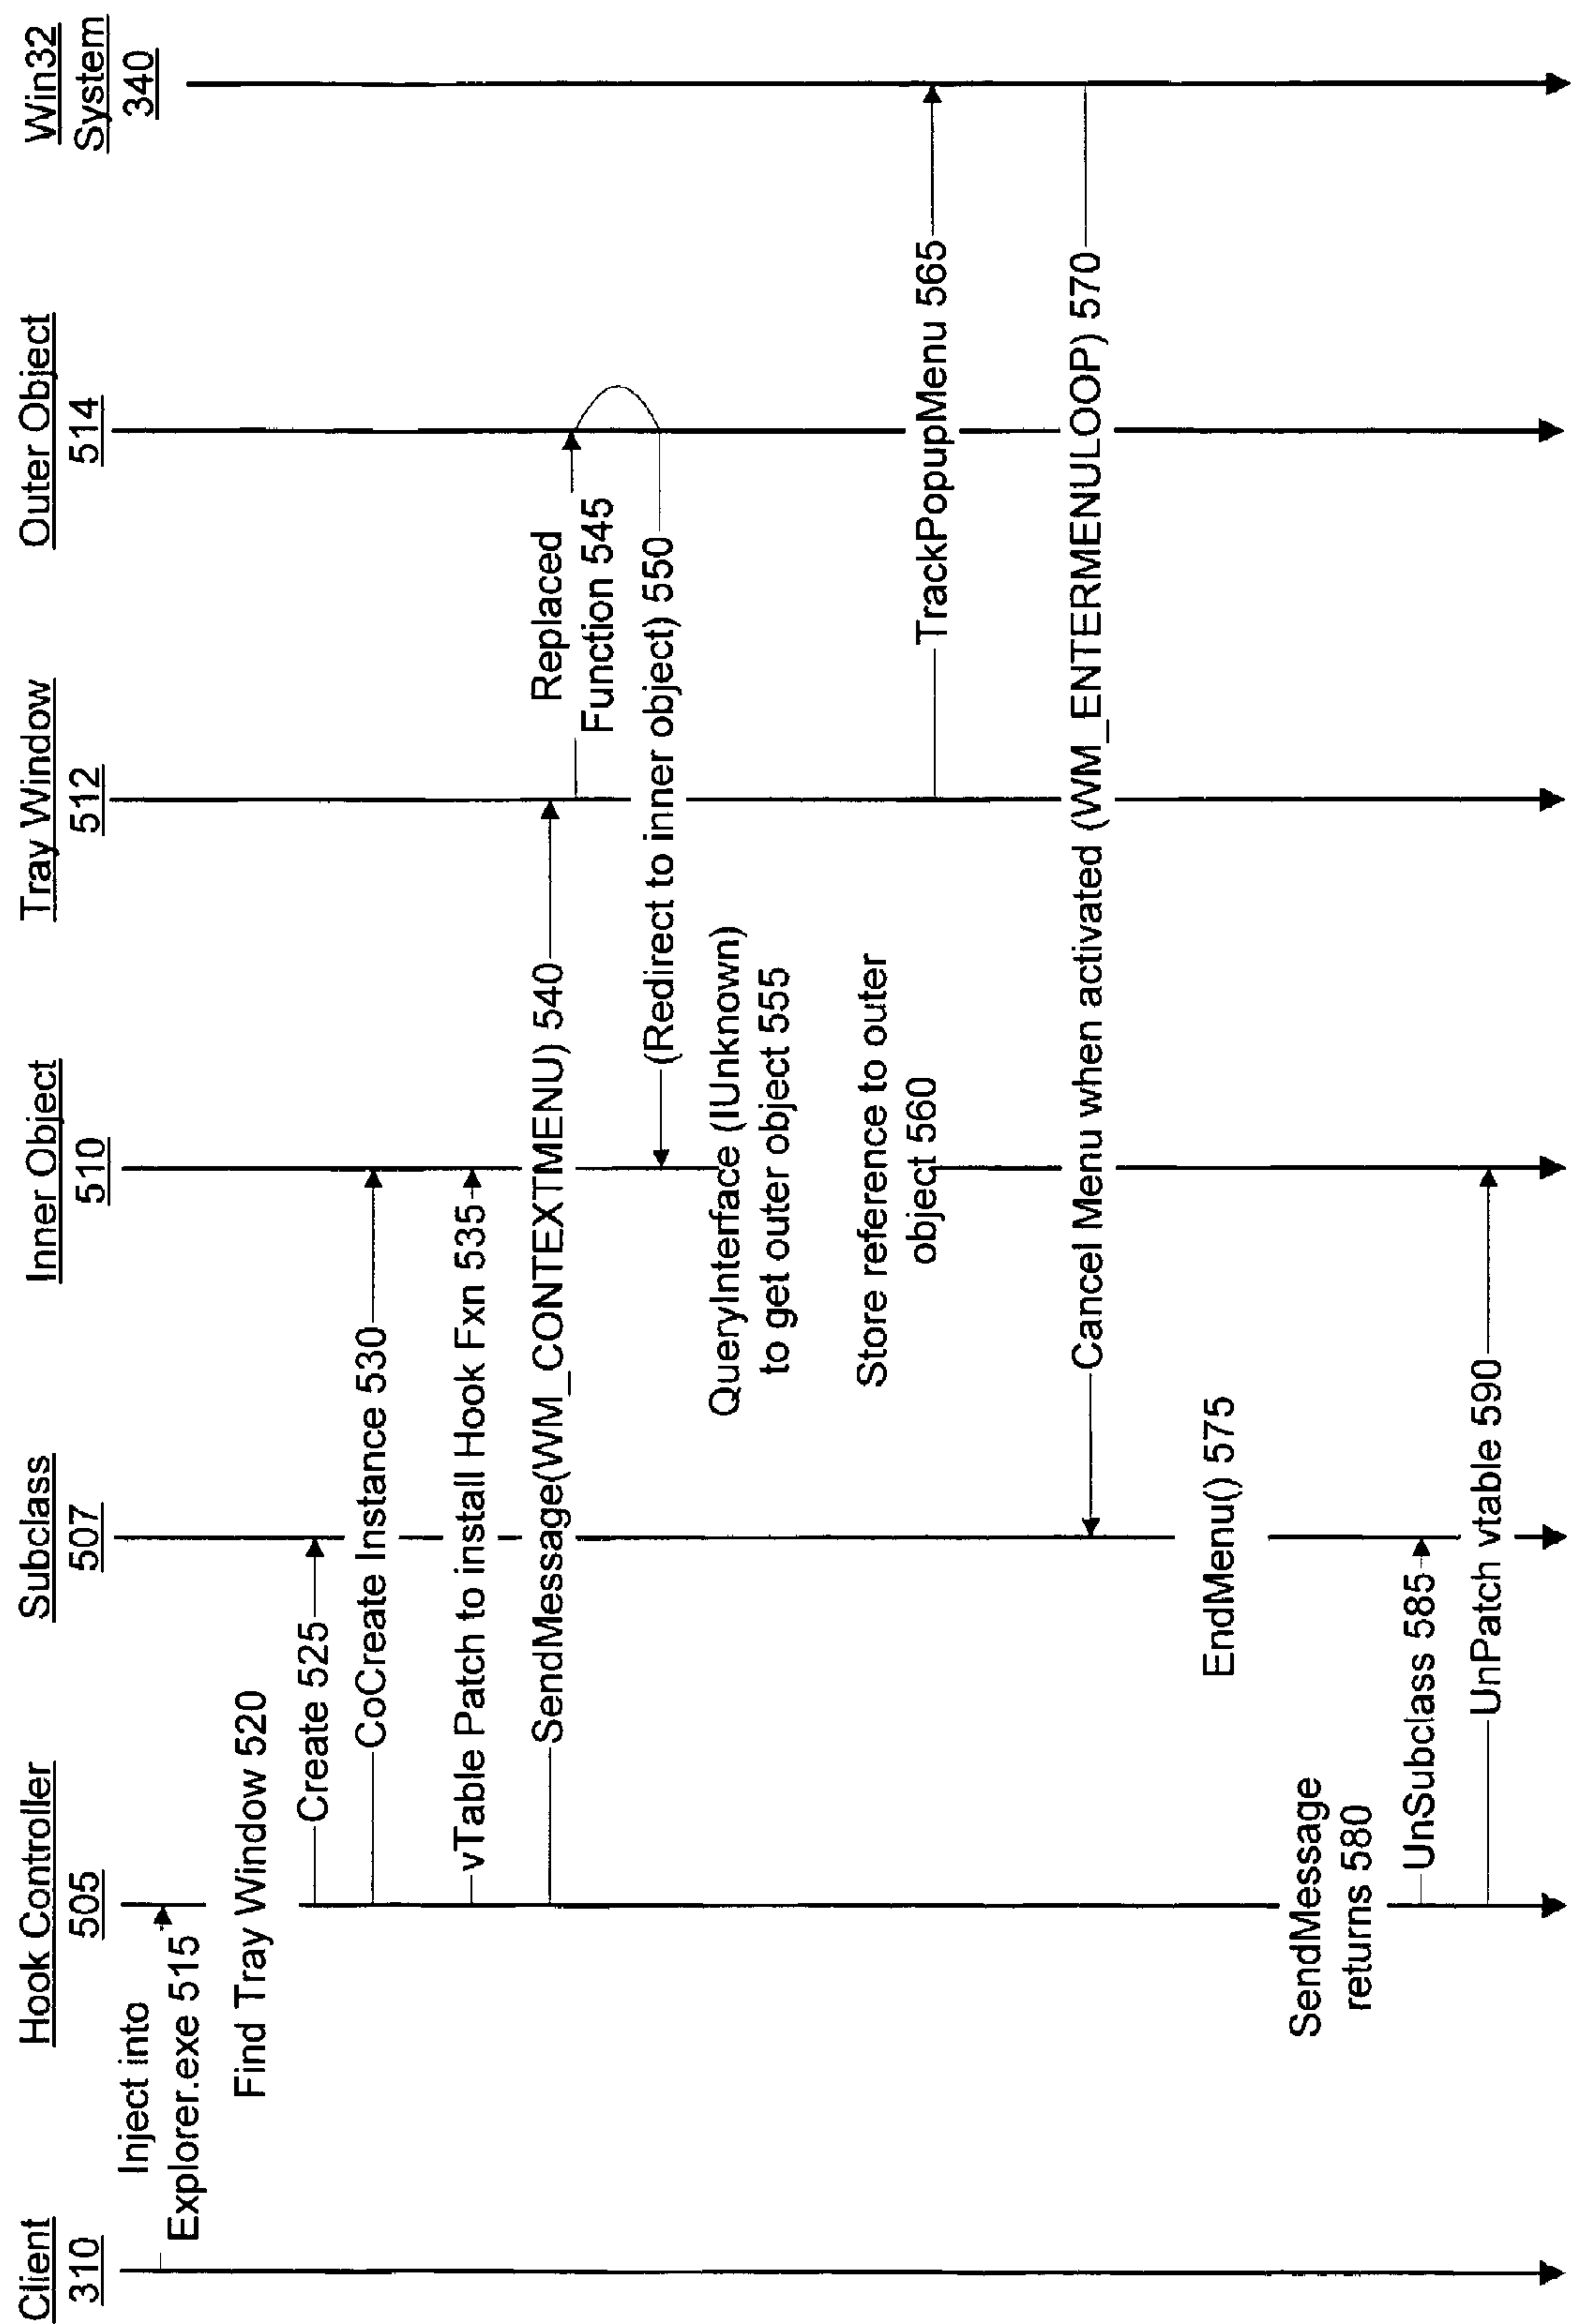 Client
310
Hook Controller
505
Subclass
507
Inner Object
510
Tray Window
512
Outer Object
514
Win32
System
340
Inject into
Explorer.exe 515
Find Tray Window 520
Create 525
CoCreate Instance 530
vTable Patch to install Hook Fxn 535
SendMessage(WM_CONTEXTMENU) 540
Replaced
Function 545
(Redirect to inner object) 550
QueryInterface (IUnknown)
to get outer object 555
Store reference to outer
object 560
TrackPopupMenu 565
Cancel Menu when activated (WM_ENTERMENULOOP) 570
EndMenu() 575
SendMessage
returns 580
UnSubclass 585
UnPatch vtable 590